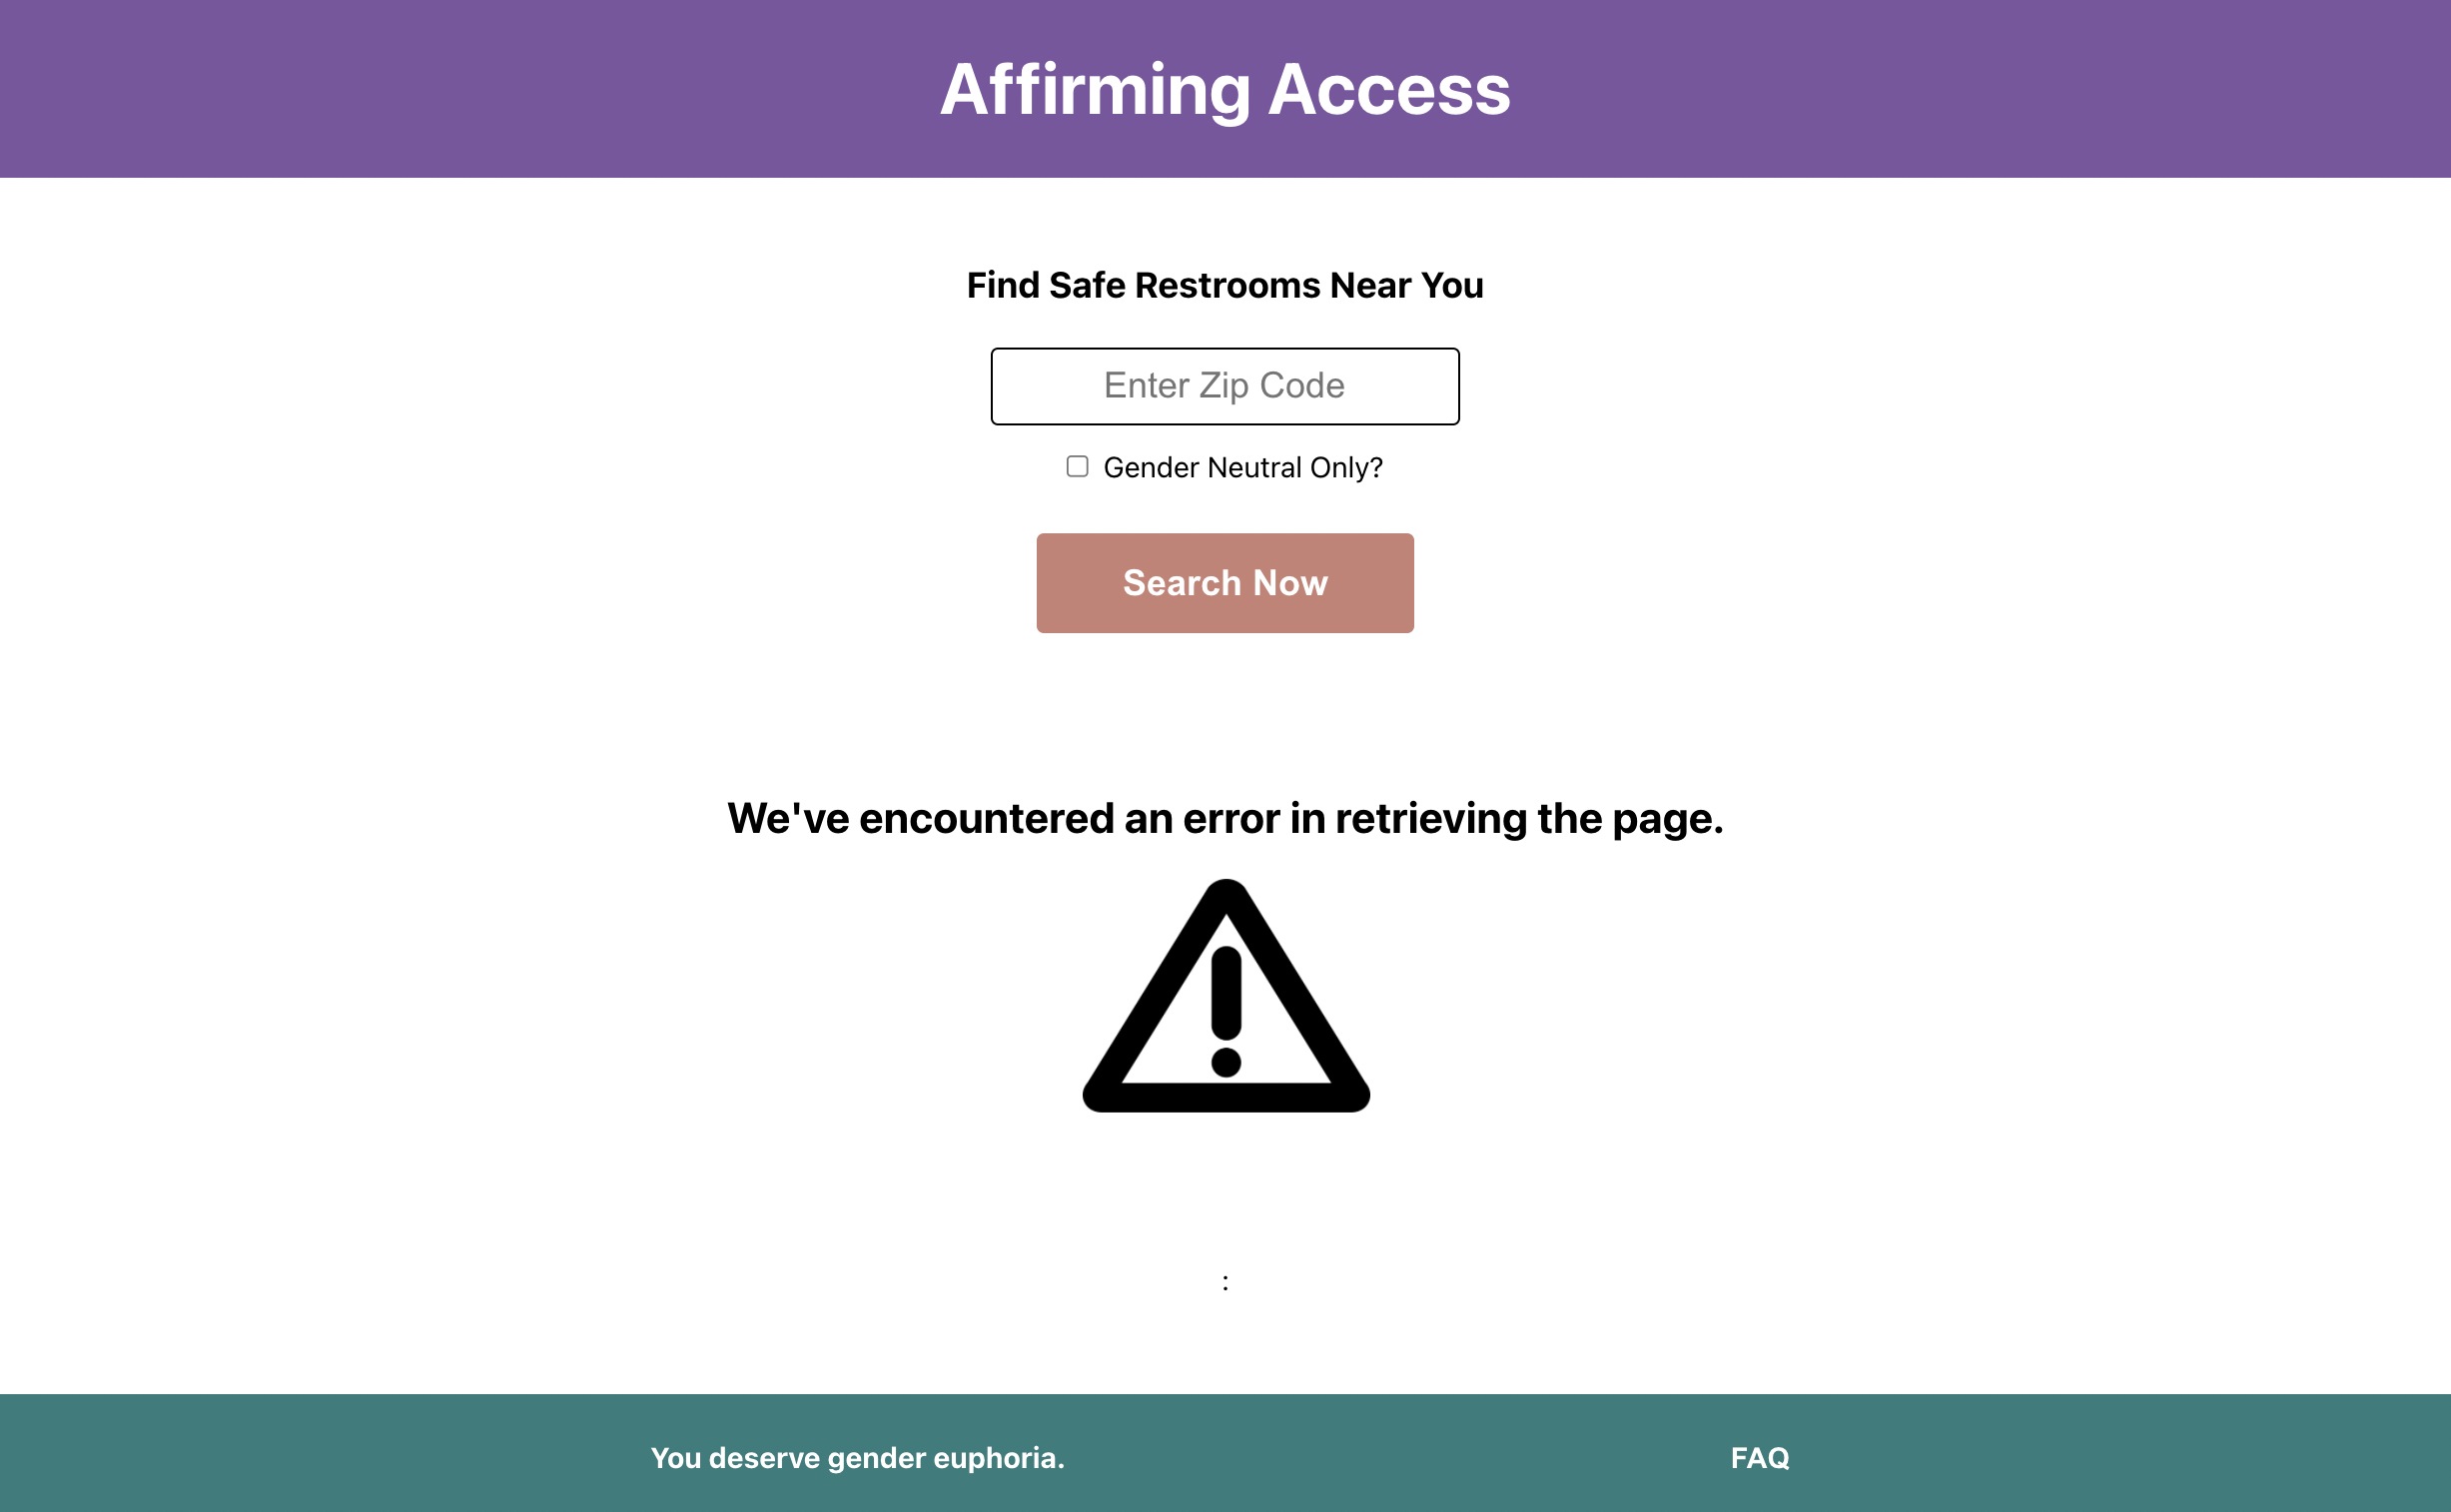 Affirming Access
Find Safe Restrooms Near You
Enter Zip Code
Gender Neutral Only?
Search Now
We've encountered an error in retrieving the page.
:
You deserve gender euphoria.
FAQ